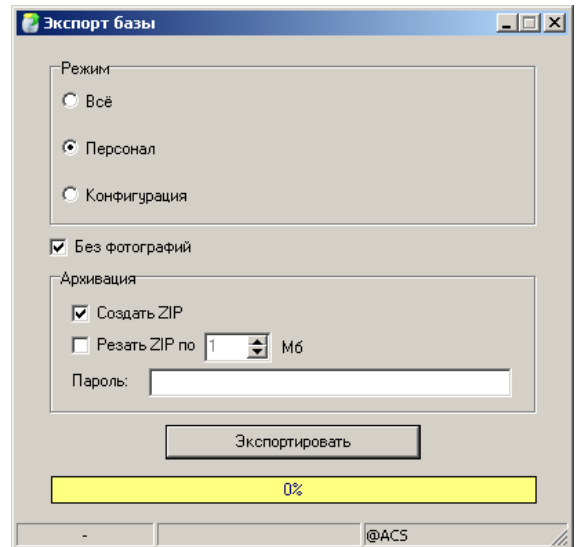 Экспорт базы
Режим
Всё
Персонал
Конфигурация
Без фотографий
Архивация
Создать ZIP
Резать ZIP по 1 Мб
Пароль:
Экспортировать
0%
- @ACS